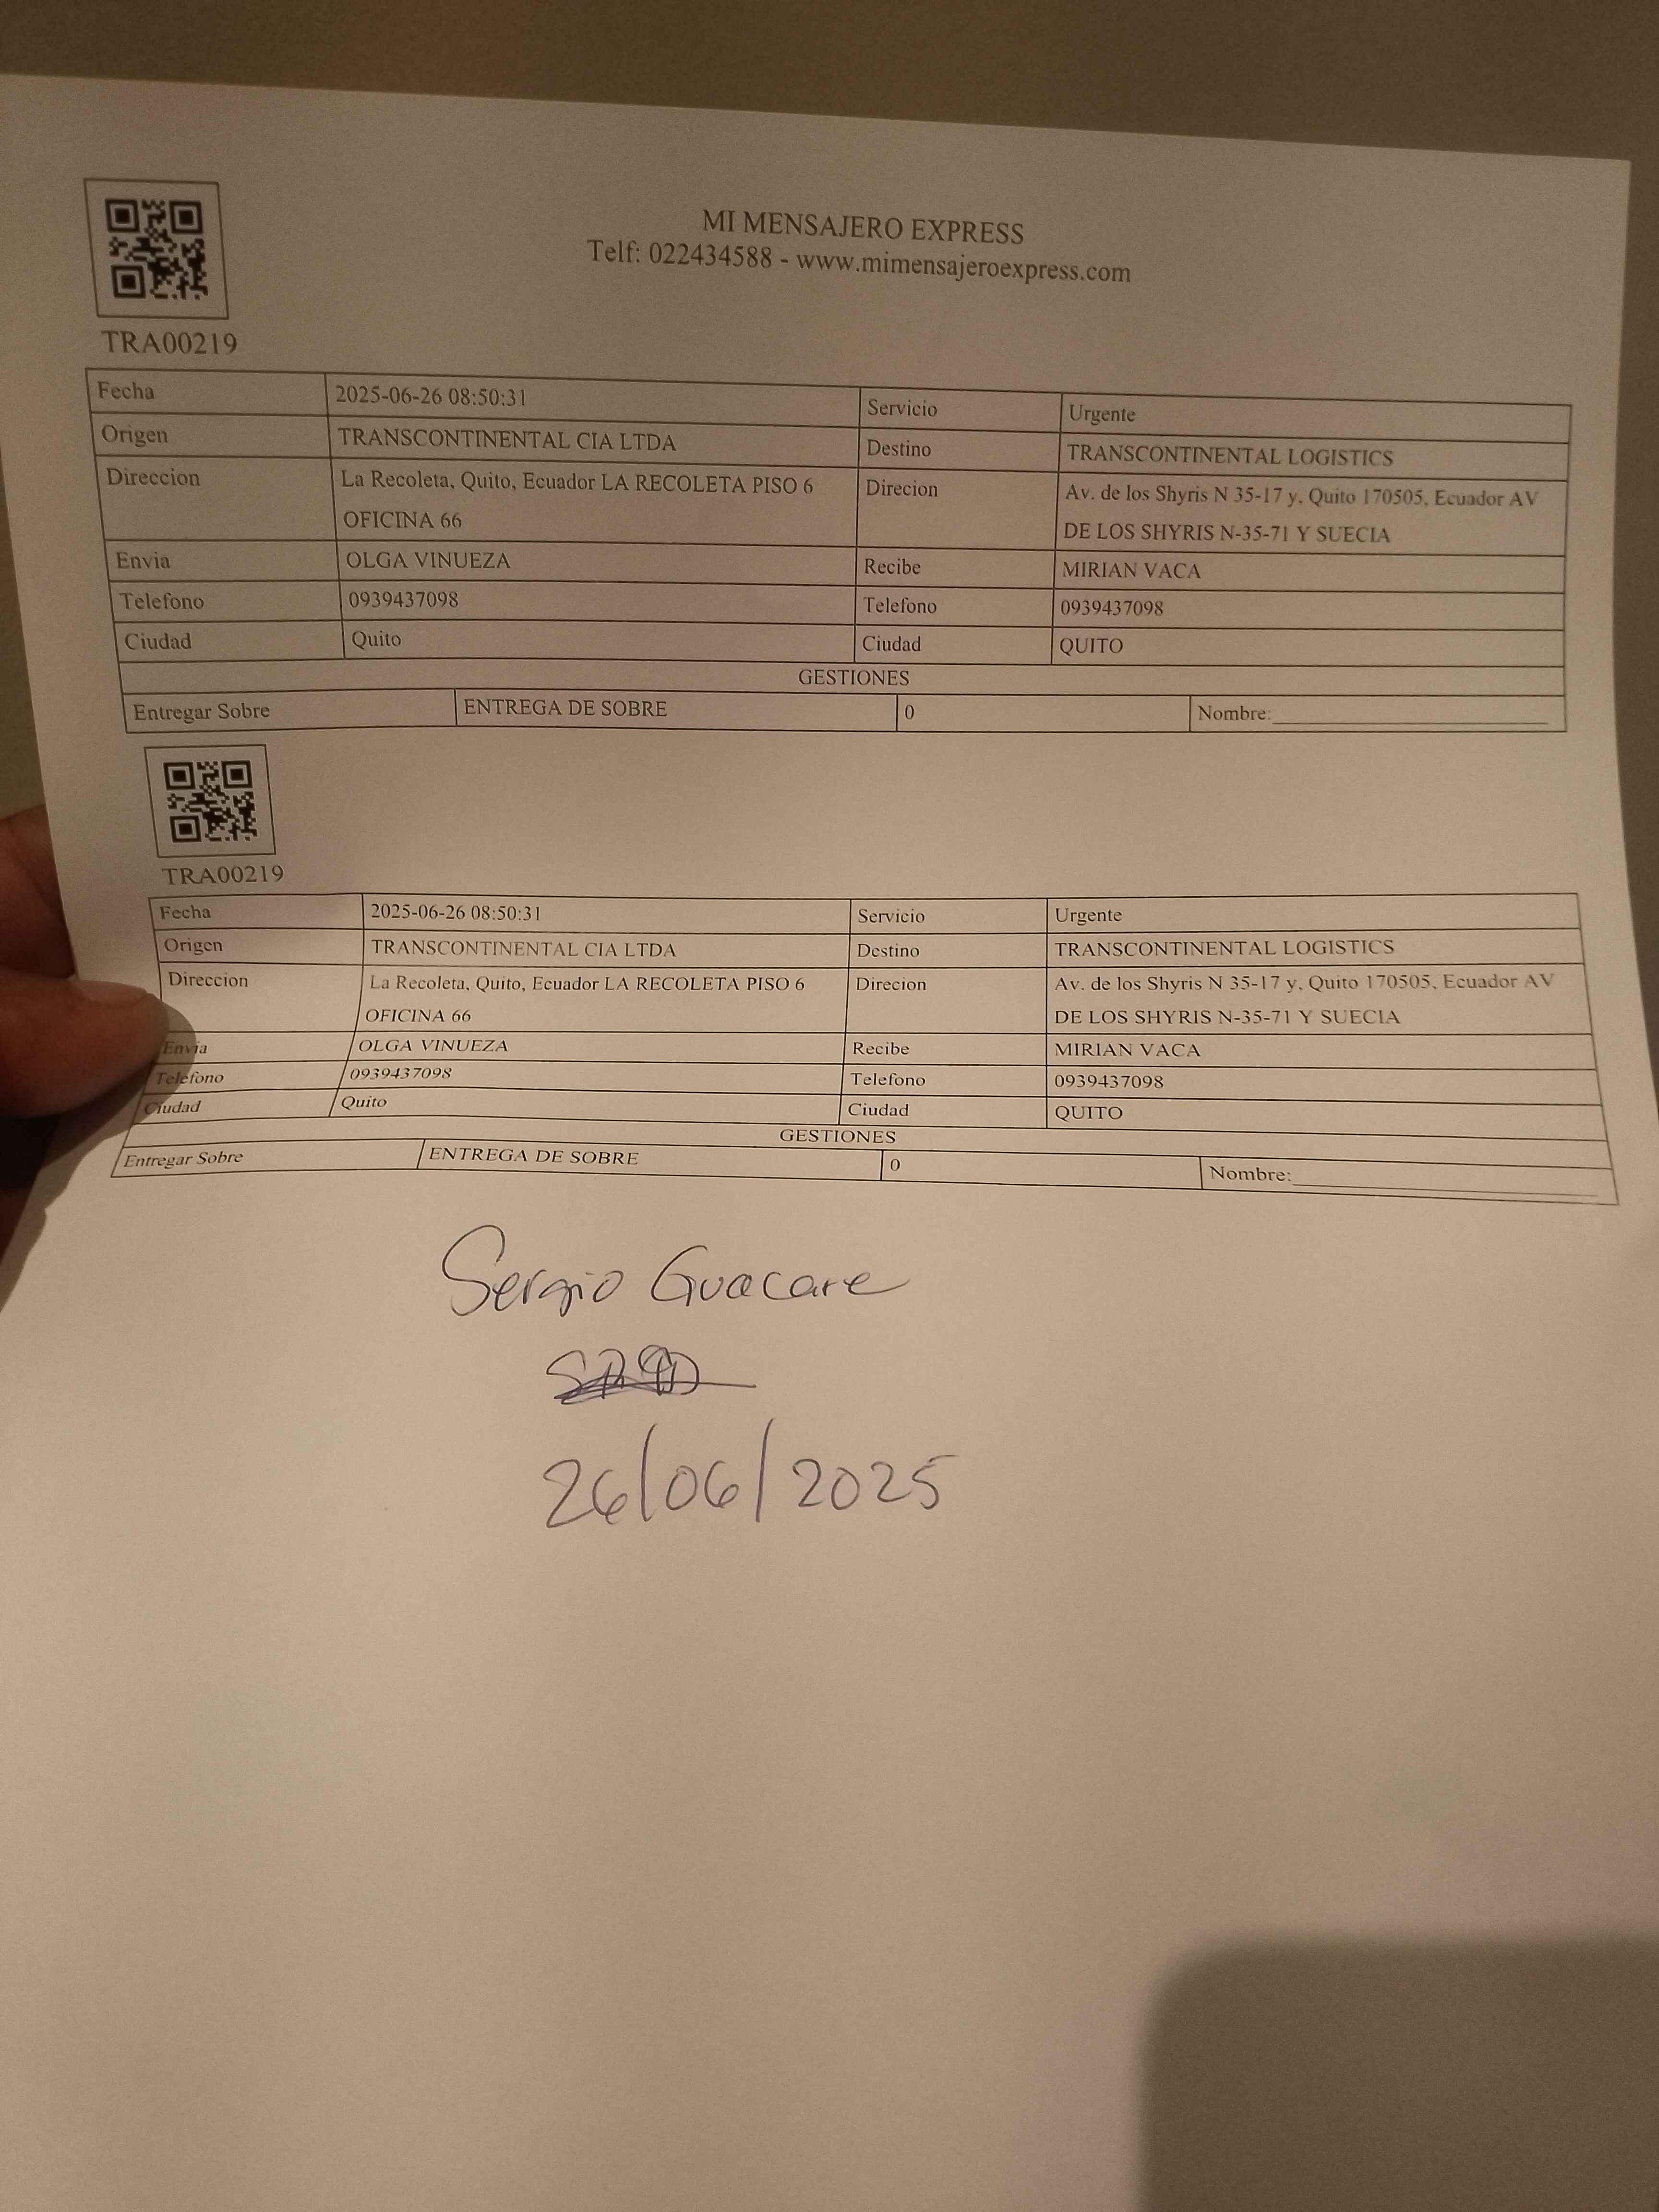 MI MENSAJERO EXPRESS
Telf: 022434588 - www.mimensajeroexpress.com
TRA00219
Fecha 2025-06-26 08:50:31 Servicio Urgente
Origen TRANSCONTINENTAL CIA LTDA Destino TRANSCONTINENTAL LOGISTICS
Direccion La Recoleta, Quito, Ecuador LA RECOLETA PISO 6 Direcion Av. de los Shyris N 35-17 y, Quito 170505, Ecuador AV
OFICINA 66 DE LOS SHYRIS N-35-71 Y SUECIA
Envia OLGA VINUEZA Recibe MIRIAN VACA
Telefono 0939437098 Telefono 0939437098
Ciudad Quito Ciudad QUITO
GESTIONES
Entregar Sobre ENTREGA DE SOBRE 0 Nombre:
TRA00219
Fecha 2025-06-26 08:50:31 Servicio Urgente
Origen TRANSCONTINENTAL CIA LTDA Destino TRANSCONTINENTAL LOGISTICS
Direccion La Recoleta, Quito, Ecuador LA RECOLETA PISO 6 Direcion Av. de los Shyris N 35-17 y, Quito 170505, Ecuador AV
OFICINA 66 DE LOS SHYRIS N-35-71 Y SUECIA
Envia OLGA VINUEZA Recibe MIRIAN VACA
Telefono 0939437098 Telefono 0939437098
Ciudad Quito Ciudad QUITO
GESTIONES
Entregar Sobre ENTREGA DE SOBRE 0 Nombre:
Sergio Guacare
26/06/2025